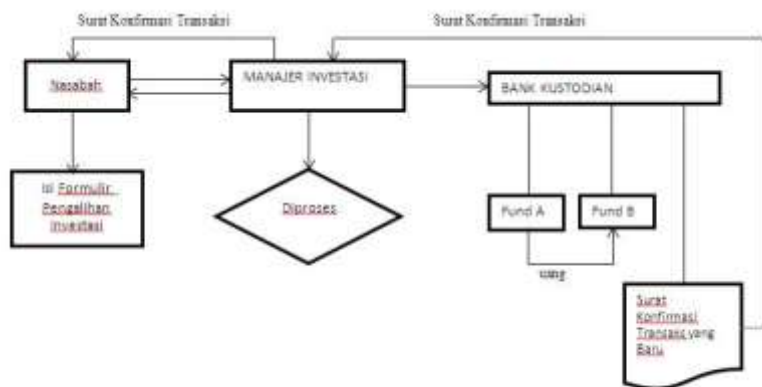 Surat Konfirmasi Transaksi
Surat Konfirmasi Transaksi
Nasabah
MANAJER INVESTASI
BANK KUSTODIAN
Isi Formulir
Pengalihan
Investasi
Diproses
Fund A
Fund B
uang
Surat
Konfirmasi
Transaksi yang
Baru